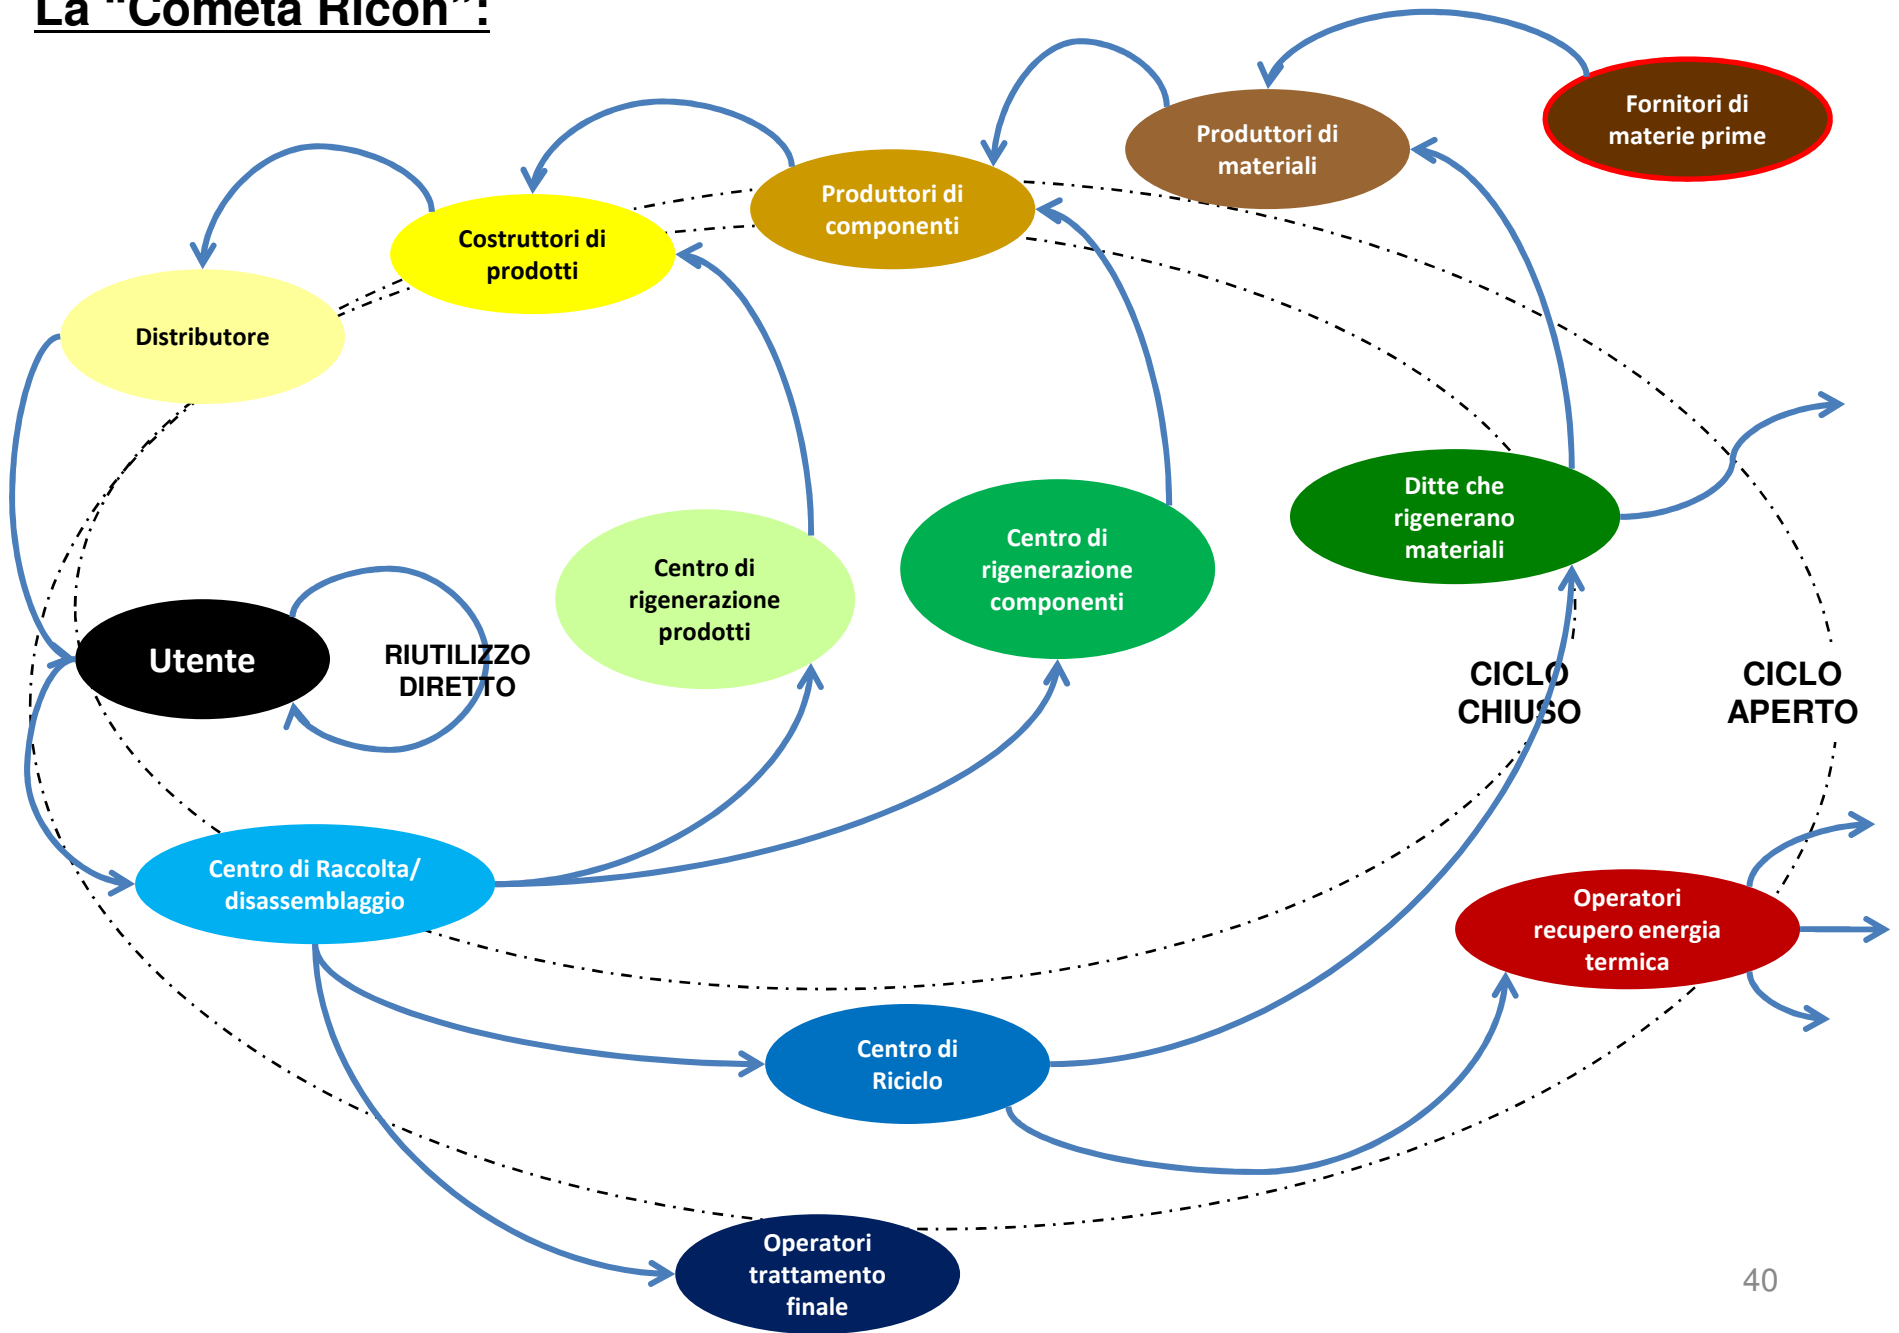 La “Cometa Ricoh”:
Fornitori di
materie prime
Produttori di
materiali
Produttori di
componenti
Costruttori di
prodotti
Distributore
Ditte che
rigenerano
materiali
Centro di
rigenerazione
componenti
Centro di
rigenerazione
prodotti
Utente
RIUTILIZZO
DIRETTO
CICLO
CHIUSO
CICLO
APERTO
Centro di Raccolta/
disassemblaggio
Operatori
recupero energia
termica
Centro di
Riciclo
Operatori
trattamento
finale
40